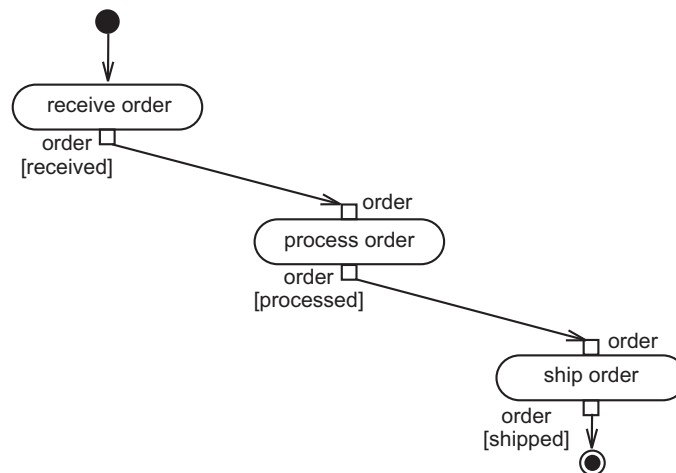 receive order
order
[received]
order
process order
order
[processed]
order
ship order
order
[shipped]